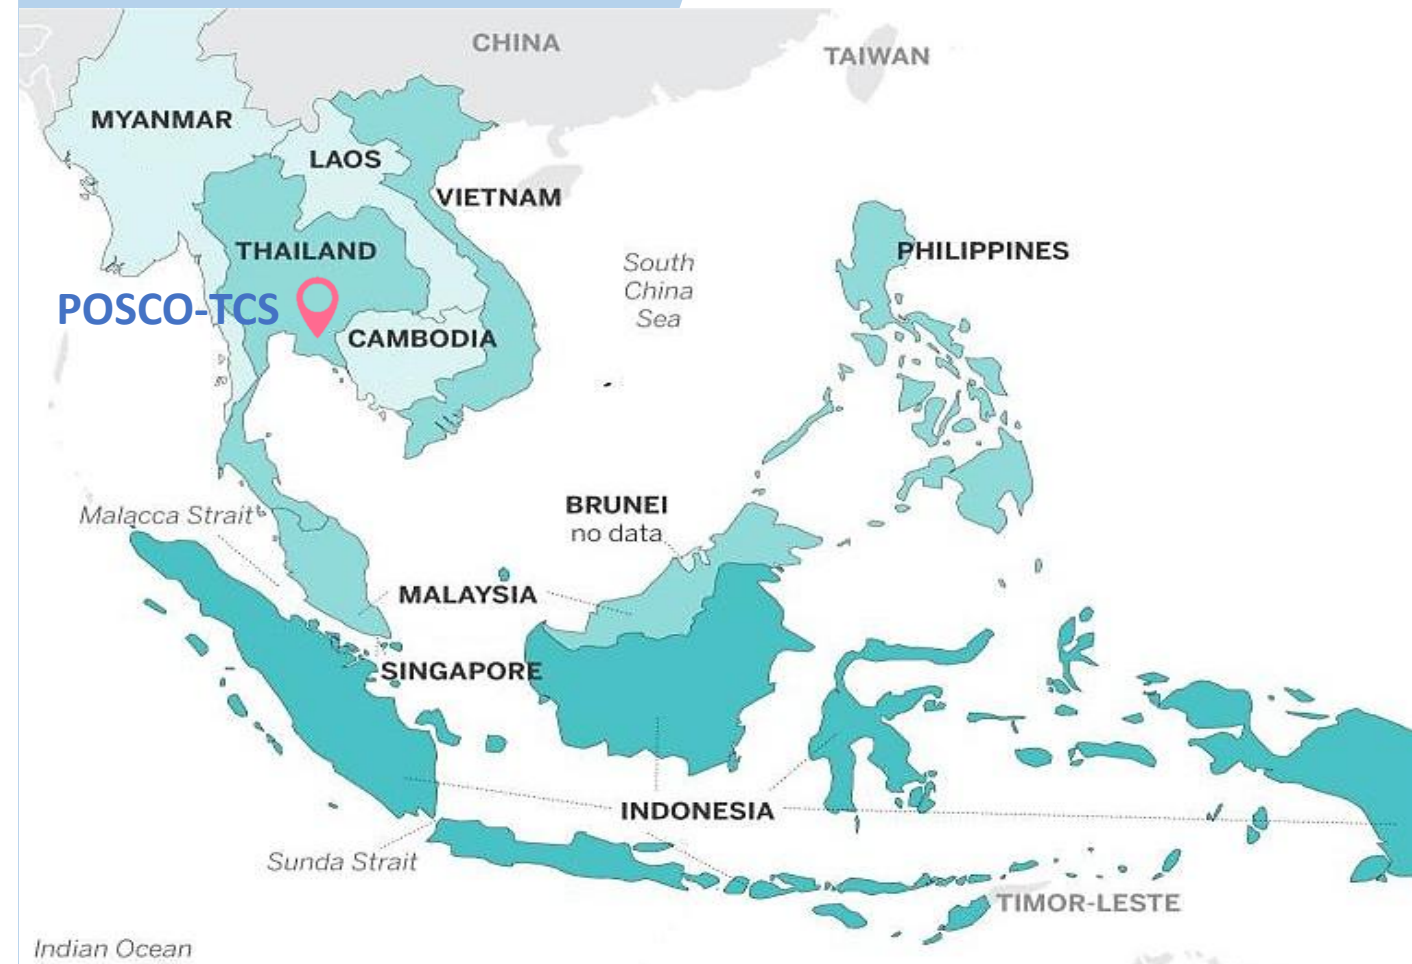 CHINA
TAIWAN
MYANMAR
LAOS
VIETNAM
THAILAND
PHILIPPINES
South
China
Sea
POSCO-TCS
CAMBODIA
BRUNEI
no data
Malacca Strait
MALAYSIA
SINGAPORE
INDONESIA
Sunda Strait
TIMOR-LESTE
Indian Ocean